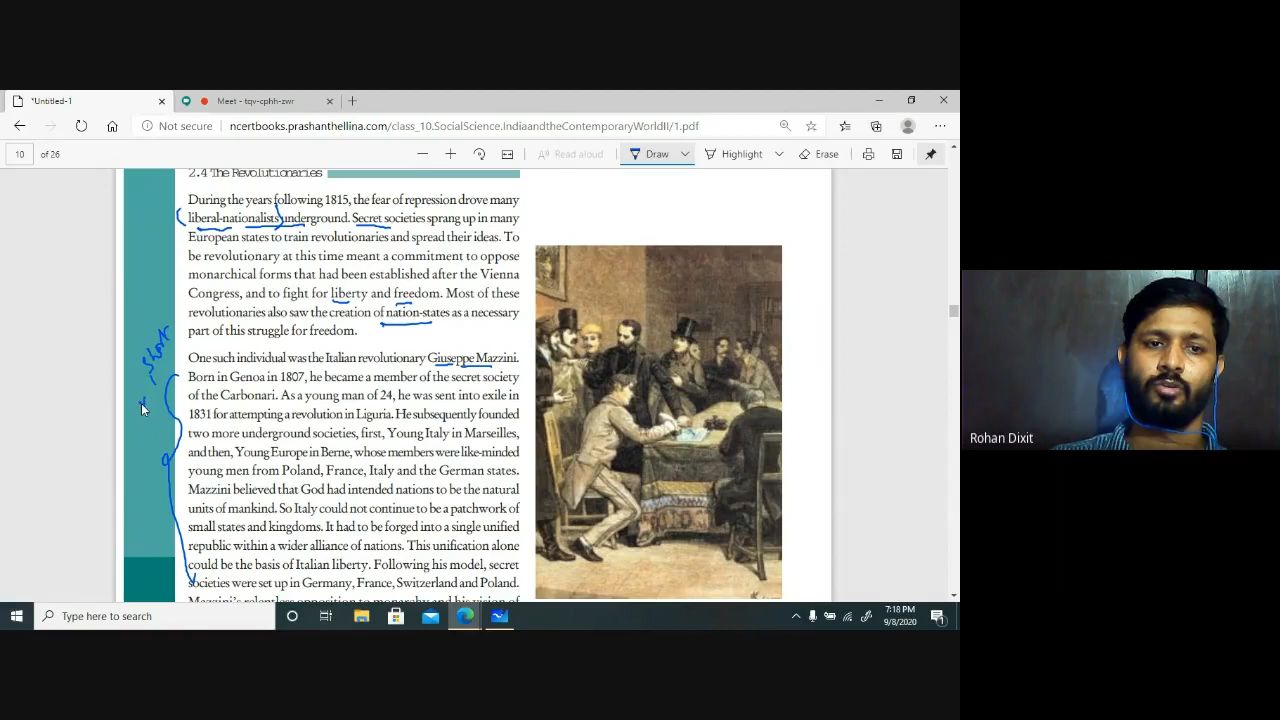 *Untitled-1
Meet - tqv-cphh-zwr
Not secure
ncertbooks.prashanthellina.com/class_10.SocialScience.IndiaandtheContemporaryWorldII/1.pdf
10 of 26
Read aloud
Draw
Highlight
Erase
2.4 The Revolutionaries
During the years following 1815, the fear of repression drove many
liberal-nationalists underground. Secret societies sprang up in many
European states to train revolutionaries and spread their ideas. To
be revolutionary at this time meant a commitment to oppose
monarchical forms that had been established after the Vienna
Congress, and to fight for liberty and freedom. Most of these
revolutionaries also saw the creation of nation-states as a necessary
part of this struggle for freedom.
Short
One such individual was the Italian revolutionary Giuseppe Mazzini.
Born in Genoa in 1807, he became a member of the secret society
of the Carbonari. As a young man of 24, he was sent into exile in
1831 for attempting a revolution in Liguria. He subsequently founded
two more underground societies, first, Young Italy in Marseilles,
and then, Young Europe in Berne, whose members were like-minded
young men from Poland, France, Italy and the German states.
Mazzini believed that God had intended nations to be the natural
units of mankind. So Italy could not continue to be a patchwork of
small states and kingdoms. It had to be forged into a single unified
republic within a wider alliance of nations. This unification alone
could be the basis of Italian liberty. Following his model, secret
societies were set up in Germany, France, Switzerland and Poland.
Mazzini's relentless opposition to monarchy and his vision of
Rohan Dixit
Type here to search
7:18 PM
9/8/2020
1